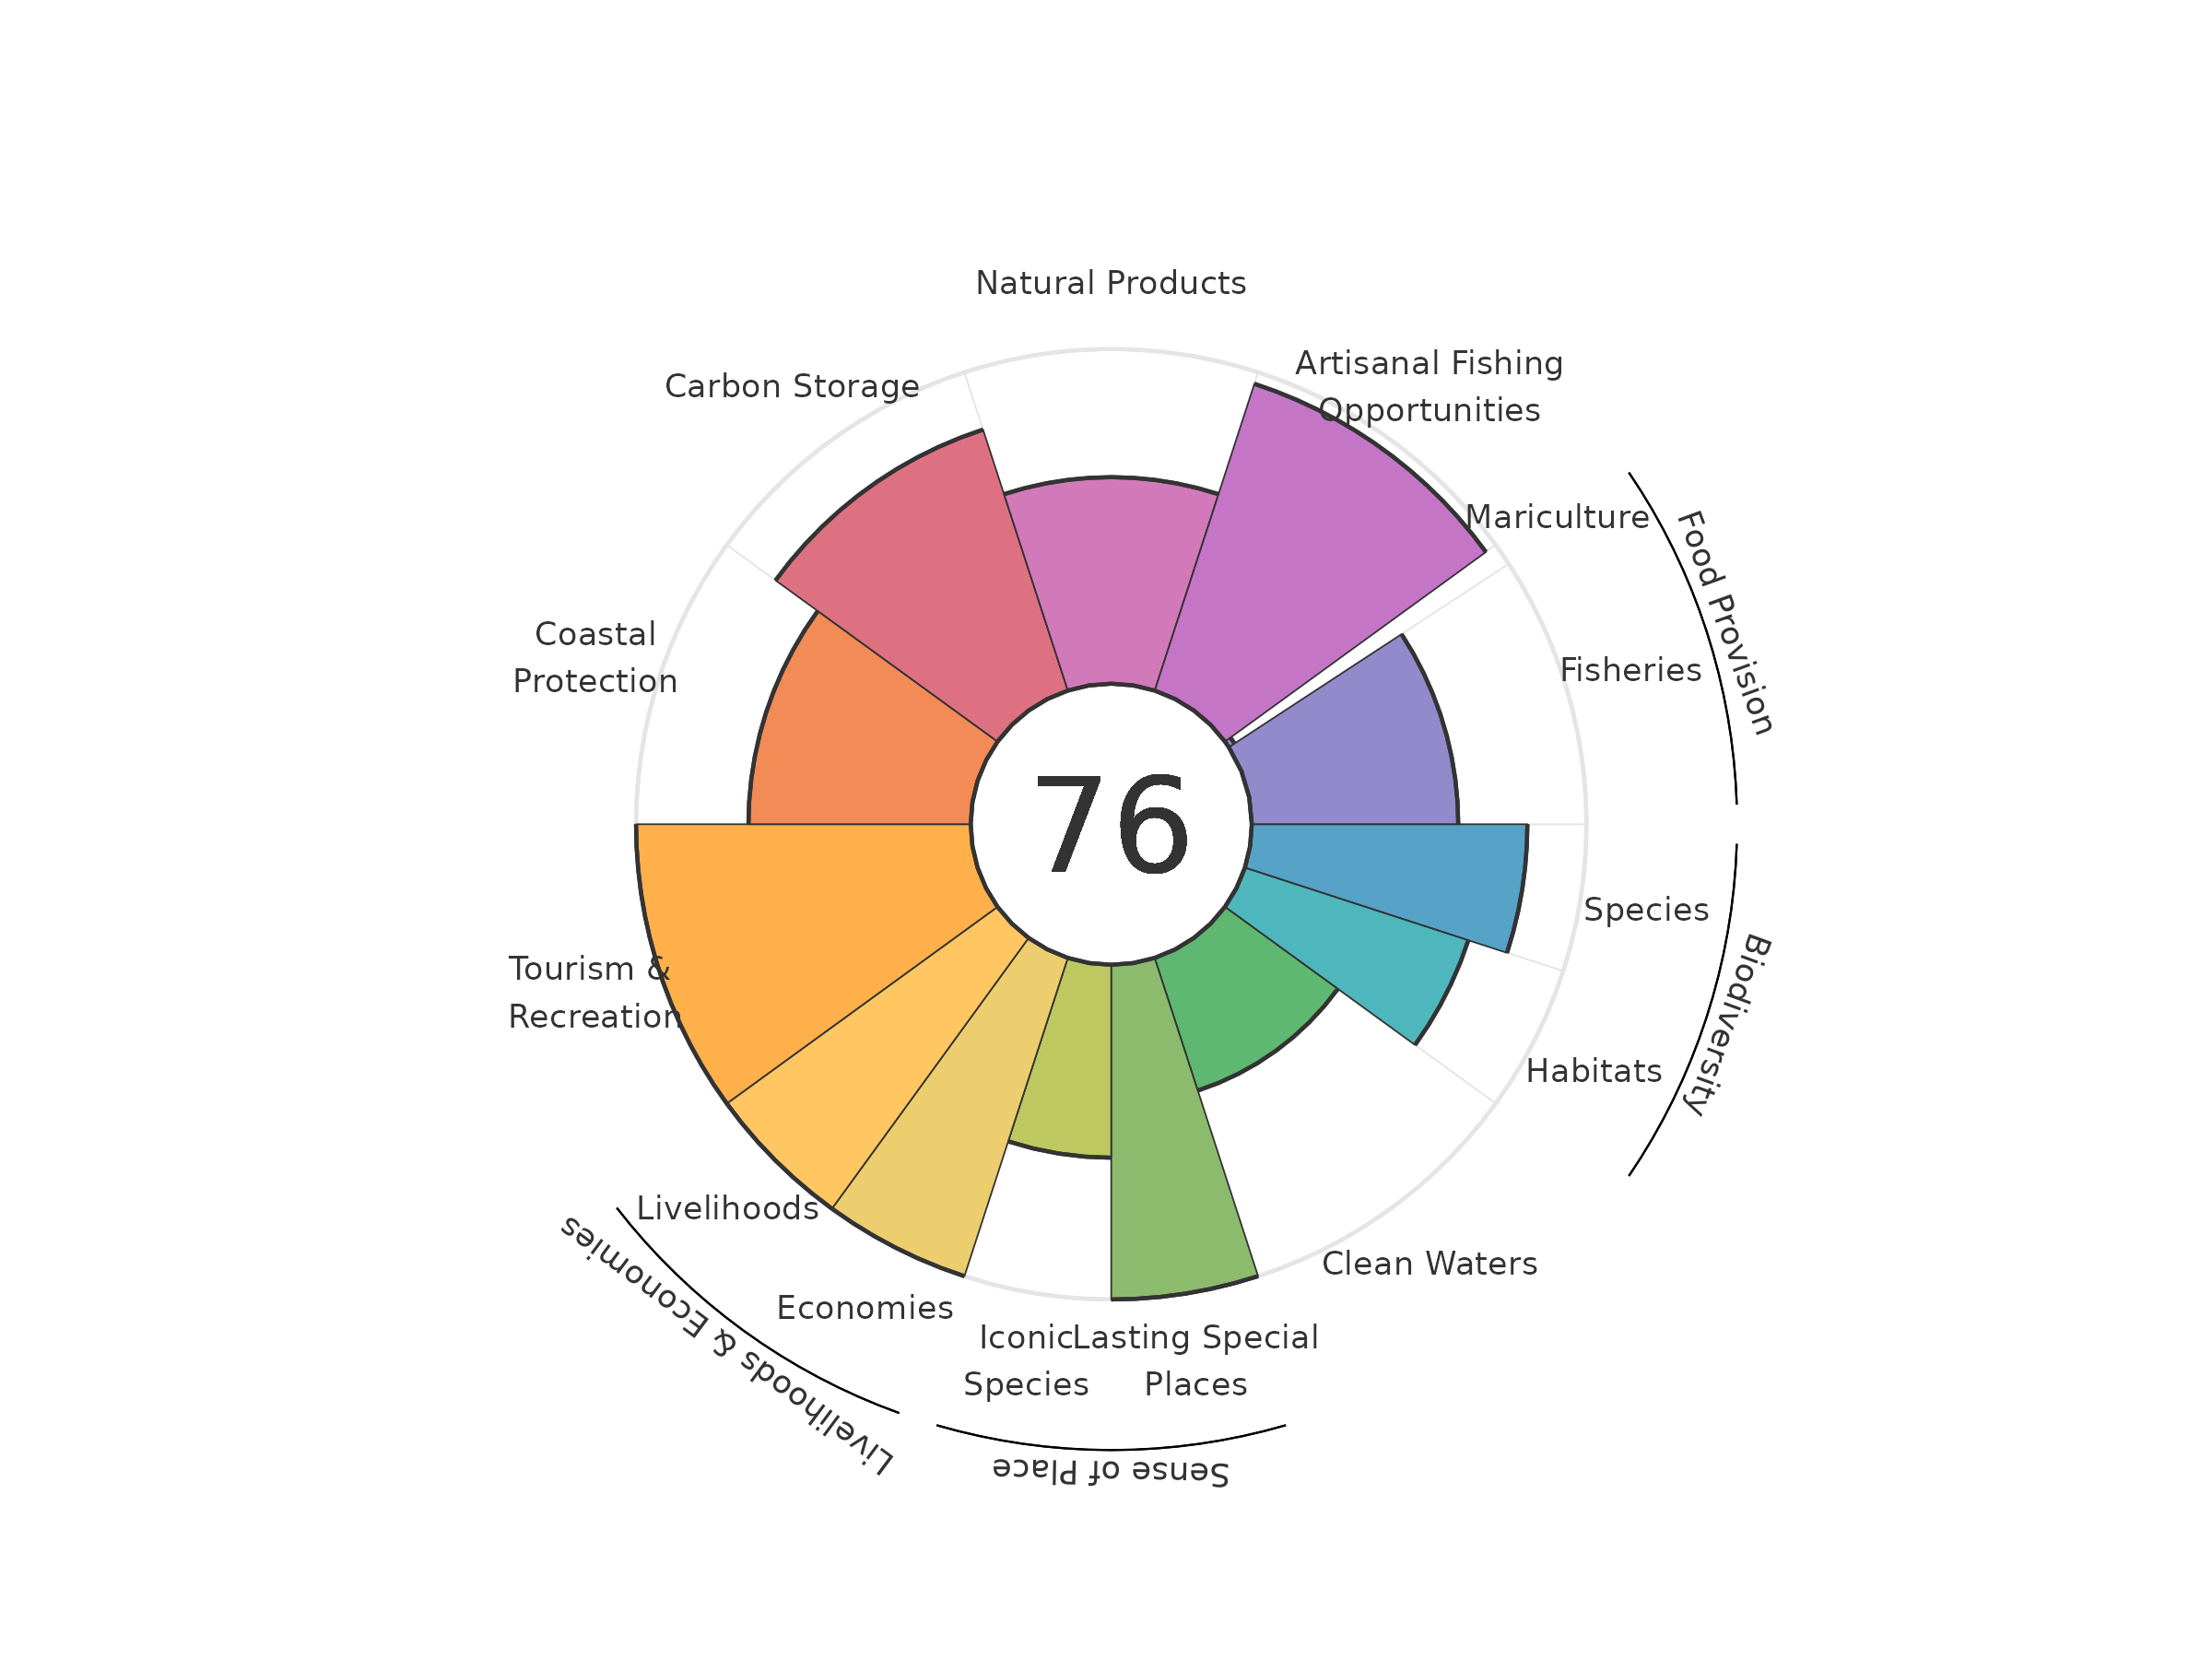 Natural Products
Artisanal Fishing
Opportunities
Carbon Storage
Mariculture
Food Provision
Fisheries
Coastal
Protection
76
Species
Biodiversity
Habitats
Tourism &
Recreation
Livelihoods
Livelihoods & Economies
Economies
Clean Waters
Iconic
Species
Lasting Special
Places
Sense of Place